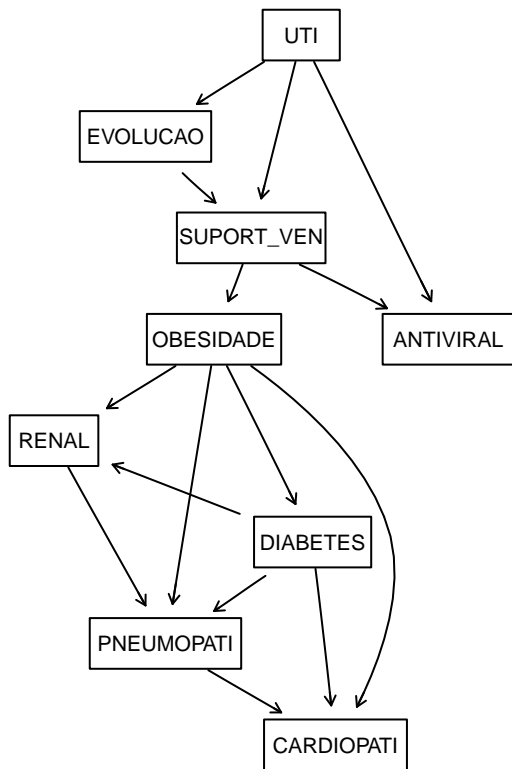 UTI
EVOLUCAO
SUPORT_VEN
OBESIDADE
ANTIVIRAL
RENAL
DIABETES
PNEUMOPATI
CARDIOPATI